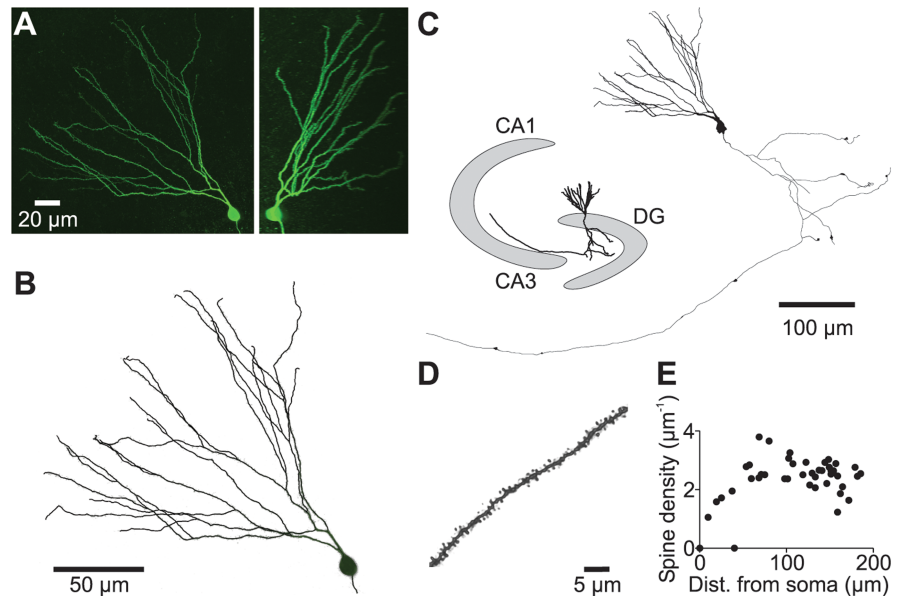 A
20 µm
B
50 µm
C
CA1
DG
CA3
100 µm
D
5 µm
E
Spine density (µm⁻¹)
4
2
0
0 100 200
Dist. from soma (µm)